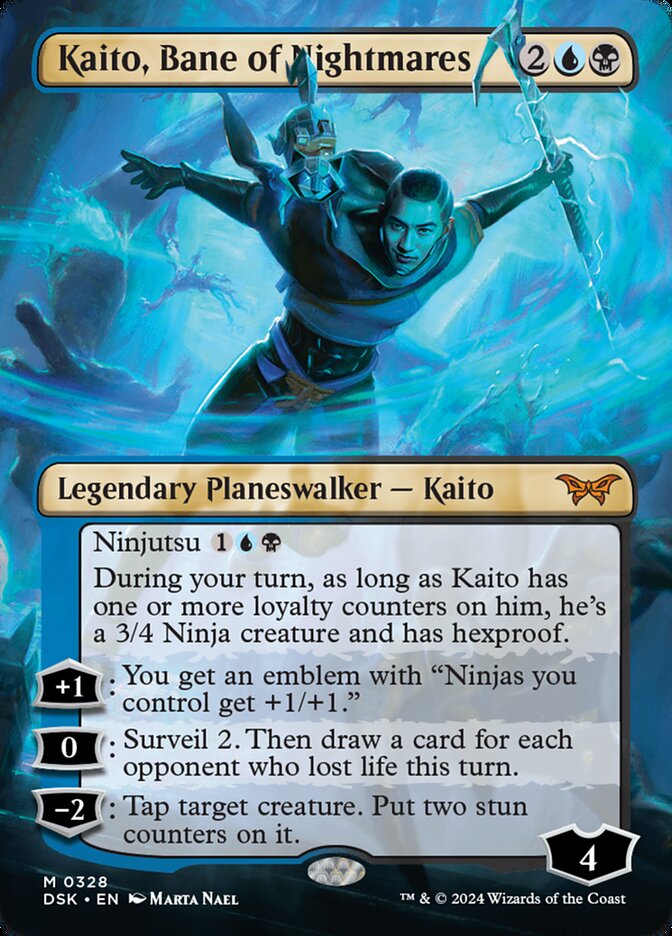 Kaito, Bane of Nightmares 2
Legendary Planeswalker — Kaito
Ninjutsu 1
During your turn, as long as Kaito has
one or more loyalty counters on him, he's
a 3/4 Ninja creature and has hexproof.
+1 : You get an emblem with “Ninjas you
control get +1/+1.”
0 : Surveil 2. Then draw a card for each
opponent who lost life this turn.
−2 : Tap target creature. Put two stun
counters on it.
4
M 0328
DSK • EN Marta Nael
™ & © 2024 Wizards of the Coast